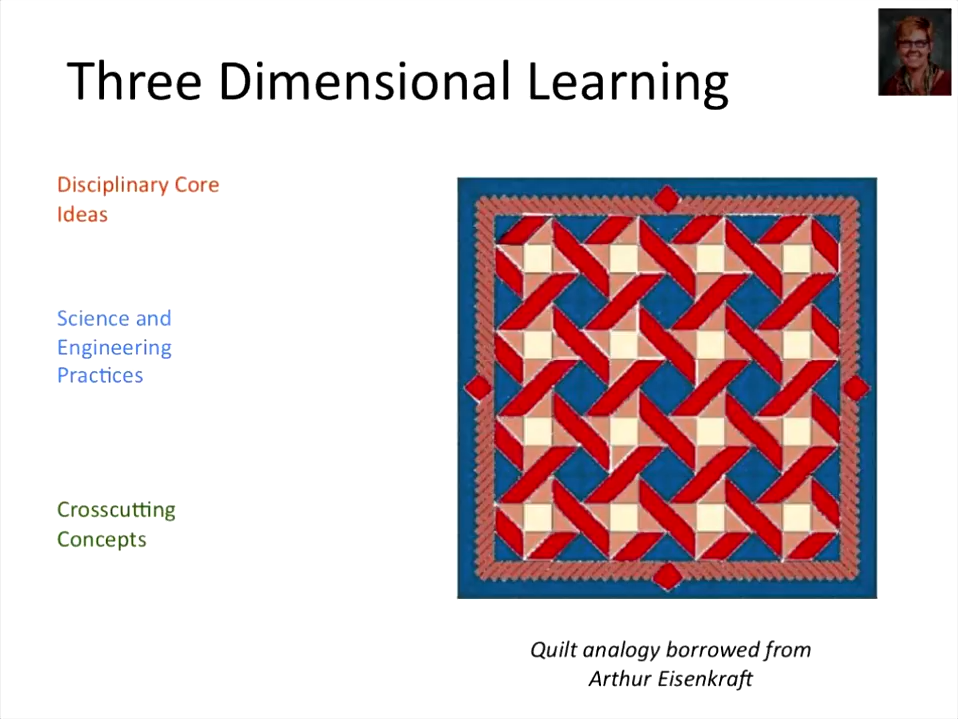 Three Dimensional Learning
Disciplinary Core
Ideas
Science and
Engineering
Practices
Crosscutting
Concepts
Quilt analogy borrowed from
Arthur Eisenkraft